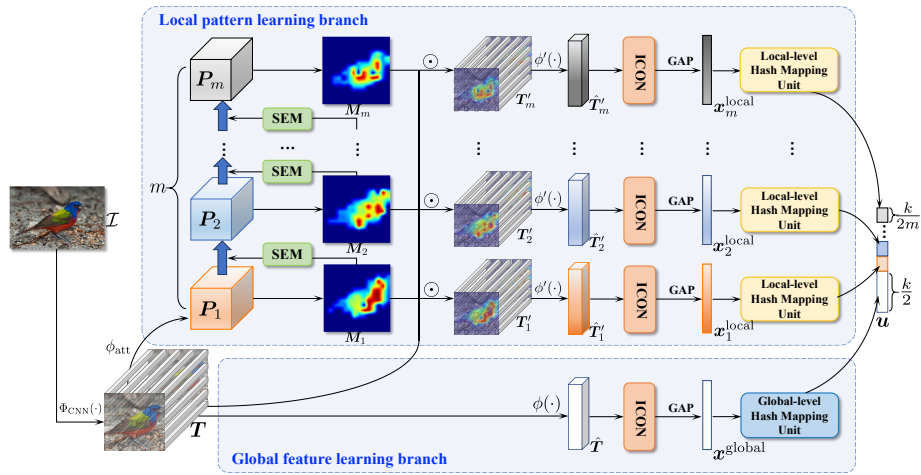 Local pattern learning branch
P_m
M_m
⊙
T'_m
ϕ'(·)
T̂'_m
ICON
GAP
x_m^local
Local-level
Hash Mapping
Unit
SEM
...
m
SEM
P_2
M_2
⊙
T'_2
ϕ'(·)
T̂'_2
ICON
GAP
x_2^local
Local-level
Hash Mapping
Unit
I
k/2m
SEM
P_1
M_1
⊙
T'_1
ϕ'(·)
T̂'_1
ICON
GAP
x_1^local
Local-level
Hash Mapping
Unit
k/2
u
ϕ_att
Φ_CNN(·)
T
ϕ(·)
T̂
ICON
GAP
x^global
Global-level
Hash Mapping
Unit
Global feature learning branch